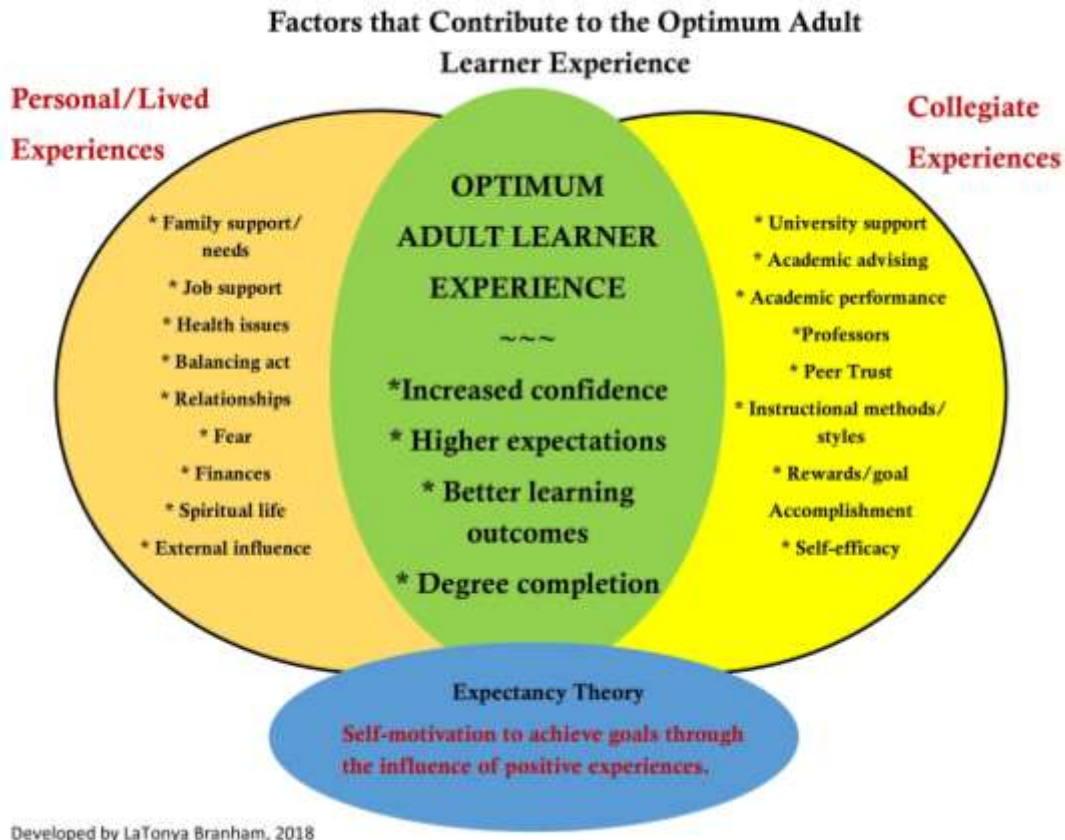 Factors that Contribute to the Optimum Adult
Learner Experience
Personal/Lived
Experiences
* Family support/
needs
* Job support
* Health issues
* Balancing act
* Relationships
* Fear
* Finances
* Spiritual life
* External influence
OPTIMUM
ADULT LEARNER
EXPERIENCE
~~~
*Increased confidence
* Higher expectations
* Better learning
outcomes
* Degree completion
Collegiate
Experiences
* University support
* Academic advising
* Academic performance
*Professors
* Peer Trust
* Instructional methods/
styles
* Rewards/goal
Accomplishment
* Self-efficacy
Expectancy Theory
Self-motivation to achieve goals through
the influence of positive experiences.
Developed by LaTonya Branham, 2018